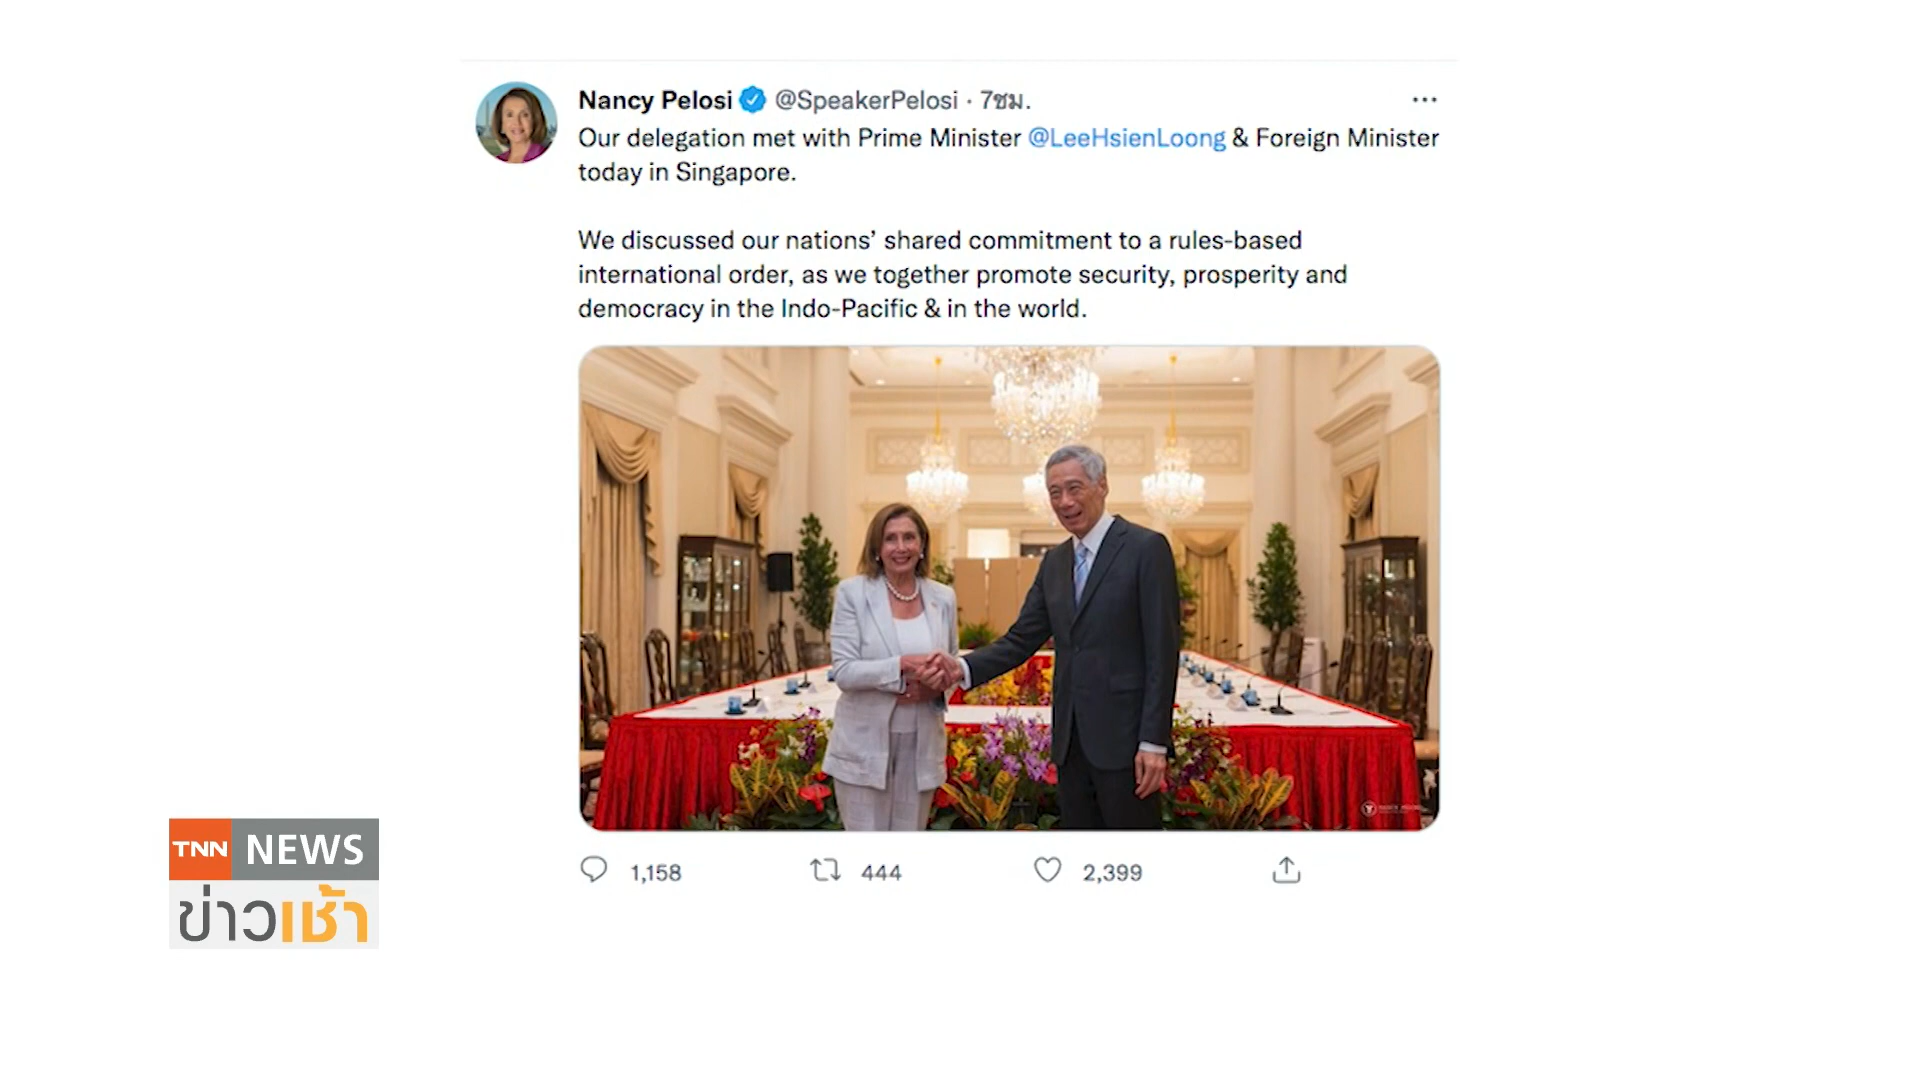 Nancy Pelosi @SpeakerPelosi · 7ชม.
Our delegation met with Prime Minister @LeeHsienLoong & Foreign Minister
today in Singapore.
We discussed our nations’ shared commitment to a rules-based
international order, as we together promote security, prosperity and
democracy in the Indo-Pacific & in the world.
1,158 444 2,399
TNN NEWS
ข่าวเช้า